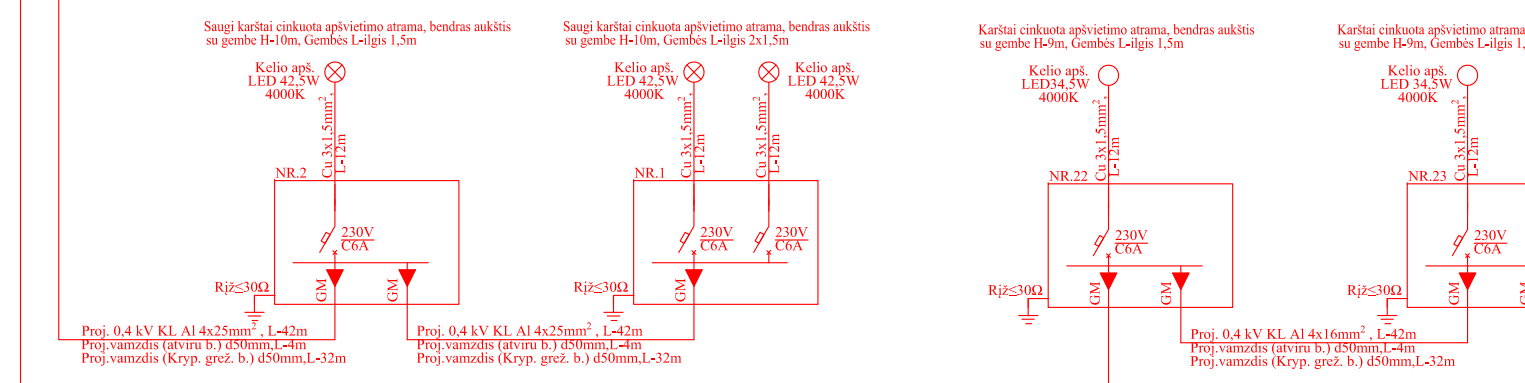 Saugi karštai cinkuota apšvietimo atrama, bendras aukštis
su gembe H-10m, Gembės L-ilgis 1,5m
Kelio apš.
LED 42,5W
4000K
Cu 3x1,5mm²,
L-12m
NR.2
230V
C6A
GM
GM
Rįž≤30Ω
Proj. 0,4 kV KL Al 4x25mm² , L-42m
Proj.vamzdis (atviru b.) d50mm,L-4m
Proj.vamzdis (Kryp. grež. b.) d50mm,L-32m
Saugi karštai cinkuota apšvietimo atrama, bendras aukštis
su gembe H-10m, Gembės L-ilgis 2x1,5m
Kelio apš.
LED 42,5W
4000K
Kelio apš.
LED 42,5W
4000K
Cu 3x1,5mm²,
L-12m
Cu 3x1,5mm²,
L-12m
NR.1
230V
C6A
230V
C6A
GM
Rįž≤30Ω
Proj. 0,4 kV KL Al 4x25mm² , L-42m
Proj.vamzdis (atviru b.) d50mm,L-4m
Proj.vamzdis (Kryp. grež. b.) d50mm,L-32m
Karštai cinkuota apšvietimo atrama, bendras aukštis
su gembe H-9m, Gembės L-ilgis 1,5m
Kelio apš.
LED34,5W
4000K
Cu 3x1,5mm²,
L-12m
NR.22
230V
C6A
GM
GM
Rįž≤30Ω
Proj. 0,4 kV KL Al 4x16mm² , L-42m
Proj.vamzdis (atviru b.) d50mm,L-4m
Proj.vamzdis (Kryp. grež. b.) d50mm,L-32m
Karštai cinkuota apšvietimo atrama
su gembe H-9m, Gembės L-ilgis 1,
Kelio apš.
LED 34,5W
4000K
Cu 3x1,5mm²,
L-12m
NR.23
230V
C6A
GM
GM
Rįž≤30Ω